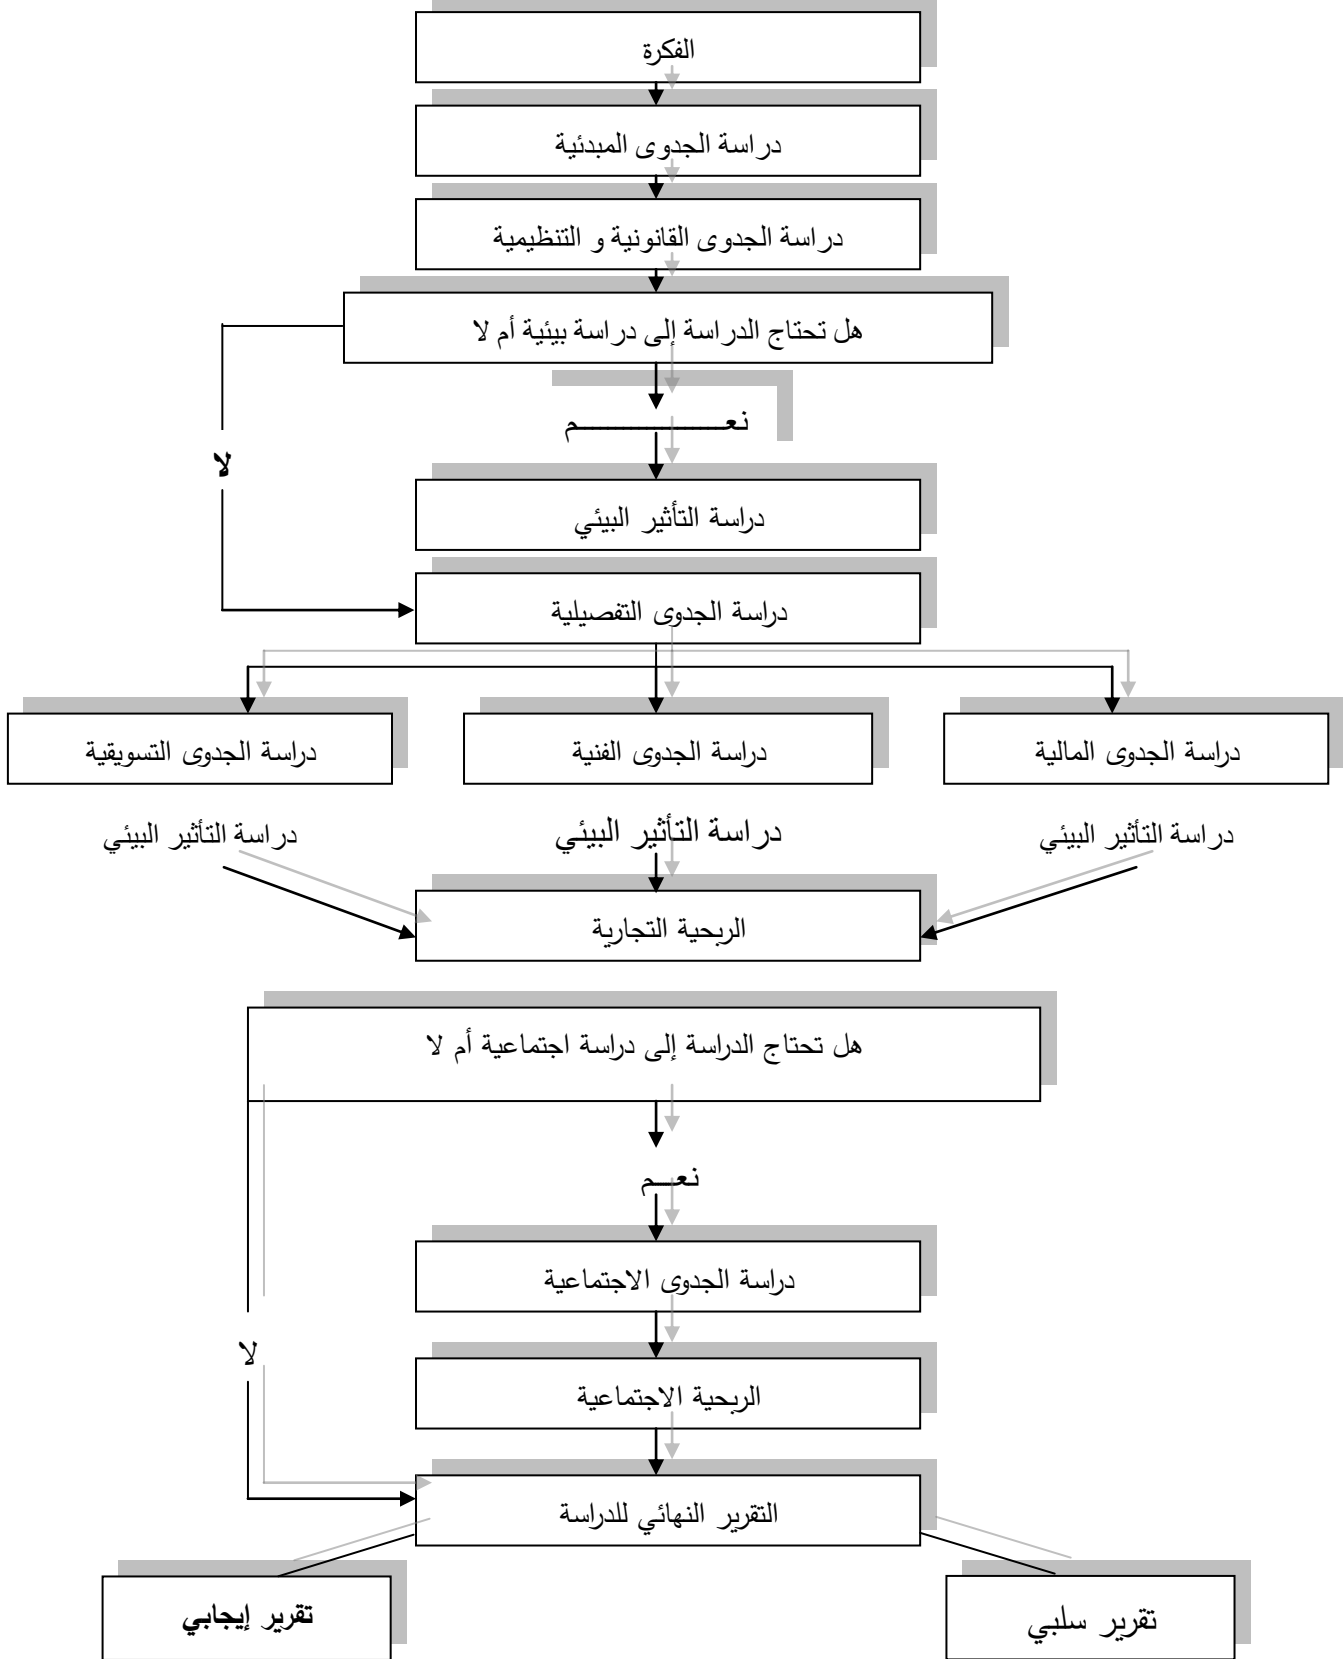 الفكرة
دراسة الجدوى المبدئية
دراسة الجدوى القانونية و التنظيمية
هل تحتاج الدراسة إلى دراسة بيئية أم لا
نعـــــــــــــم
لا
دراسة التأثير البيئي
دراسة الجدوى التفصيلية
دراسة الجدوى المالية
دراسة الجدوى الفنية
دراسة الجدوى التسويقية
دراسة التأثير البيئي
دراسة التأثير البيئي
دراسة التأثير البيئي
الربحية التجارية
هل تحتاج الدراسة إلى دراسة اجتماعية أم لا
نعـــم
دراسة الجدوى الاجتماعية
لا
الربحية الاجتماعية
التقرير النهائي للدراسة
تقرير سلبي
تقرير إيجابي